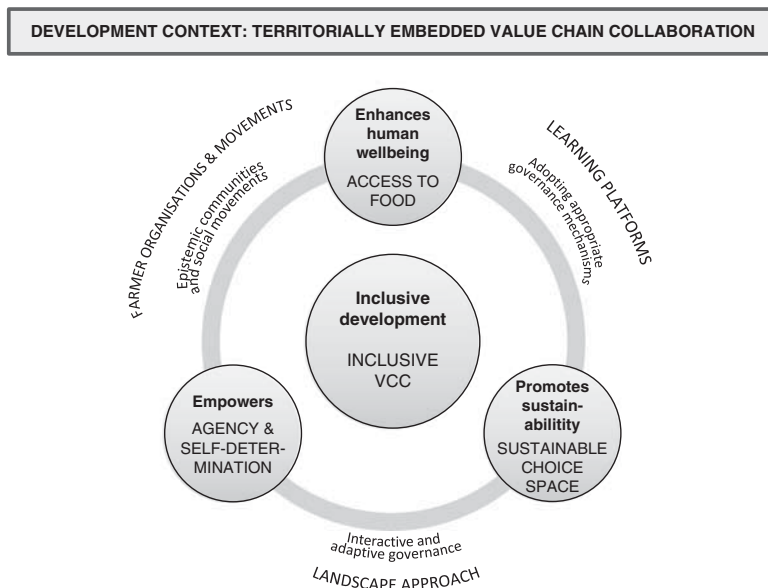 DEVELOPMENT CONTEXT: TERRITORIALLY EMBEDDED VALUE CHAIN COLLABORATION
Enhances
human
wellbeing
ACCESS TO
FOOD
FARMER ORGANISATIONS & MOVEMENTS
Epistemic communities
and social movements
LEARNING PLATFORMS
Adopting appropriate
governance mechanisms
Inclusive
development
INCLUSIVE
VCC
Empowers
AGENCY &
SELF-DETER-
MINATION
Promotes
sustain-
abilitity
SUSTAINABLE
CHOICE
SPACE
Interactive and
adaptive governance
LANDSCAPE APPROACH